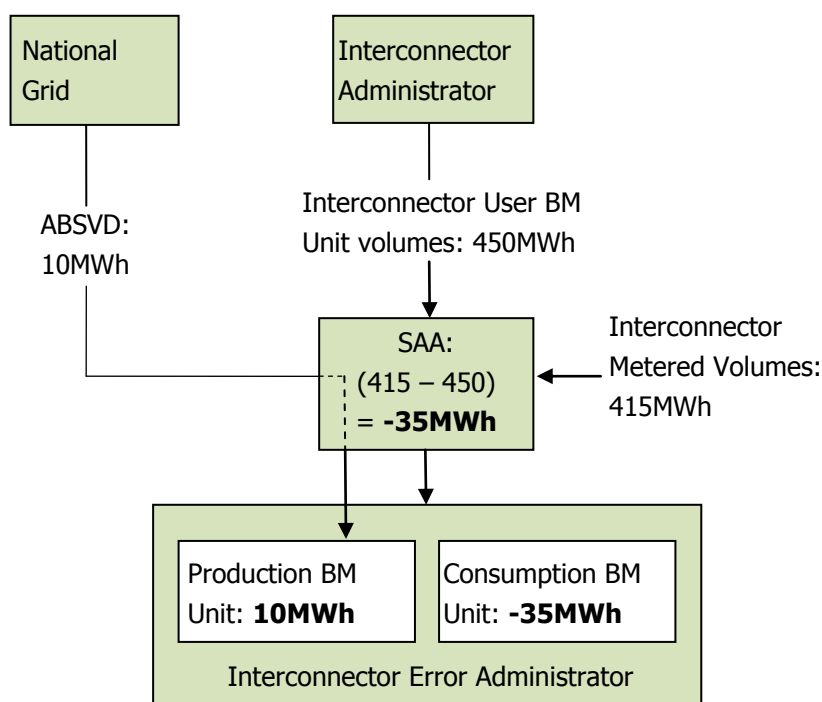 National
Grid
Interconnector
Administrator
ABSVD:
10MWh
Interconnector User BM
Unit volumes: 450MWh
SAA:
(415 – 450)
= -35MWh
Interconnector
Metered Volumes:
415MWh
Production BM
Unit: 10MWh
Consumption BM
Unit: -35MWh
Interconnector Error Administrator